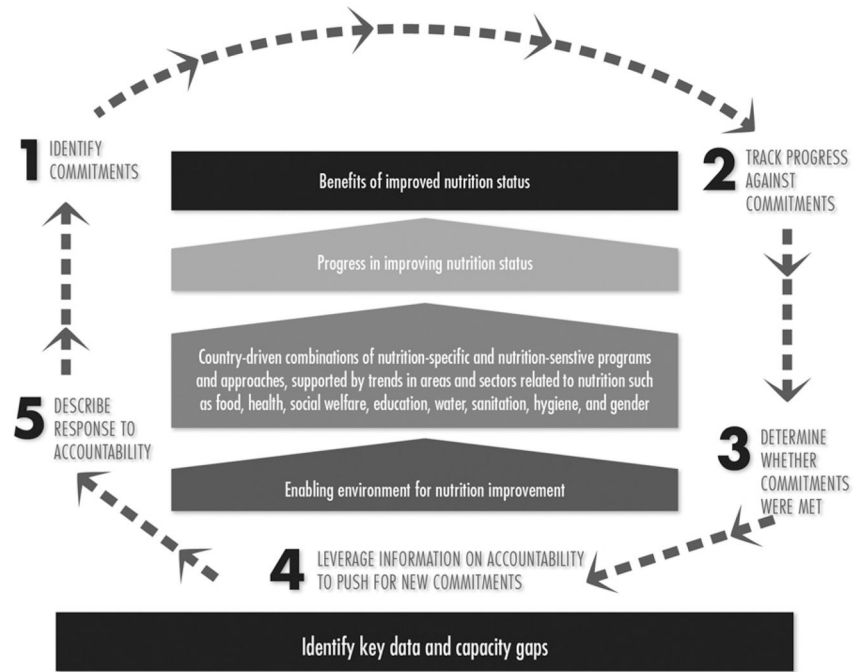 1 IDENTIFY
COMMITMENTS
2 TRACK PROGRESS
AGAINST
COMMITMENTS
Benefits of improved nutrition status
Progress in improving nutrition status
Country-driven combinations of nutrition-specific and nutrition-senstive programs
and approaches, supported by trends in areas and sectors related to nutrition such
as food, health, social welfare, education, water, sanitation, hygiene, and gender
5 DESCRIBE
RESPONSE TO
ACCOUNTABILITY
3 DETERMINE
WHETHER
COMMITMENTS
WERE MET
Enabling environment for nutrition improvement
4 LEVERAGE INFORMATION ON ACCOUNTABILITY
TO PUSH FOR NEW COMMITMENTS
Identify key data and capacity gaps